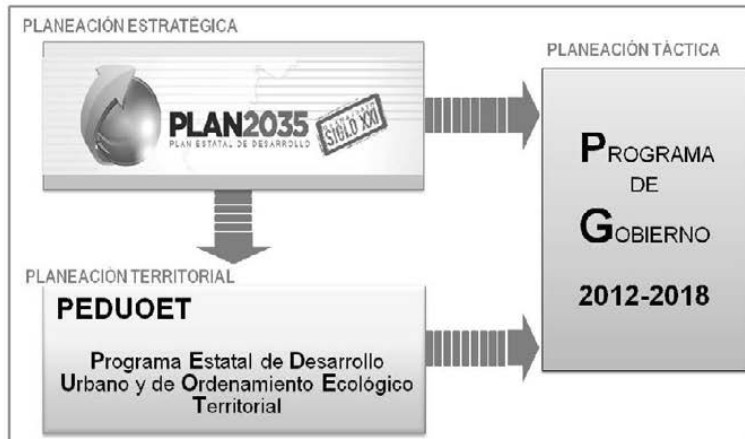 PLANEACIÓN ESTRATÉGICA
PLAN2035
PLAN ESTATAL DE DESARROLLO
SIGLO XXI
PLANEACIÓN TÁCTICA
PROGRAMA
DE
GOBIERNO
2012-2018
PLANEACIÓN TERRITORIAL
PEDUOET
Programa Estatal de Desarrollo
Urbano y de Ordenamiento Ecológico
Territorial